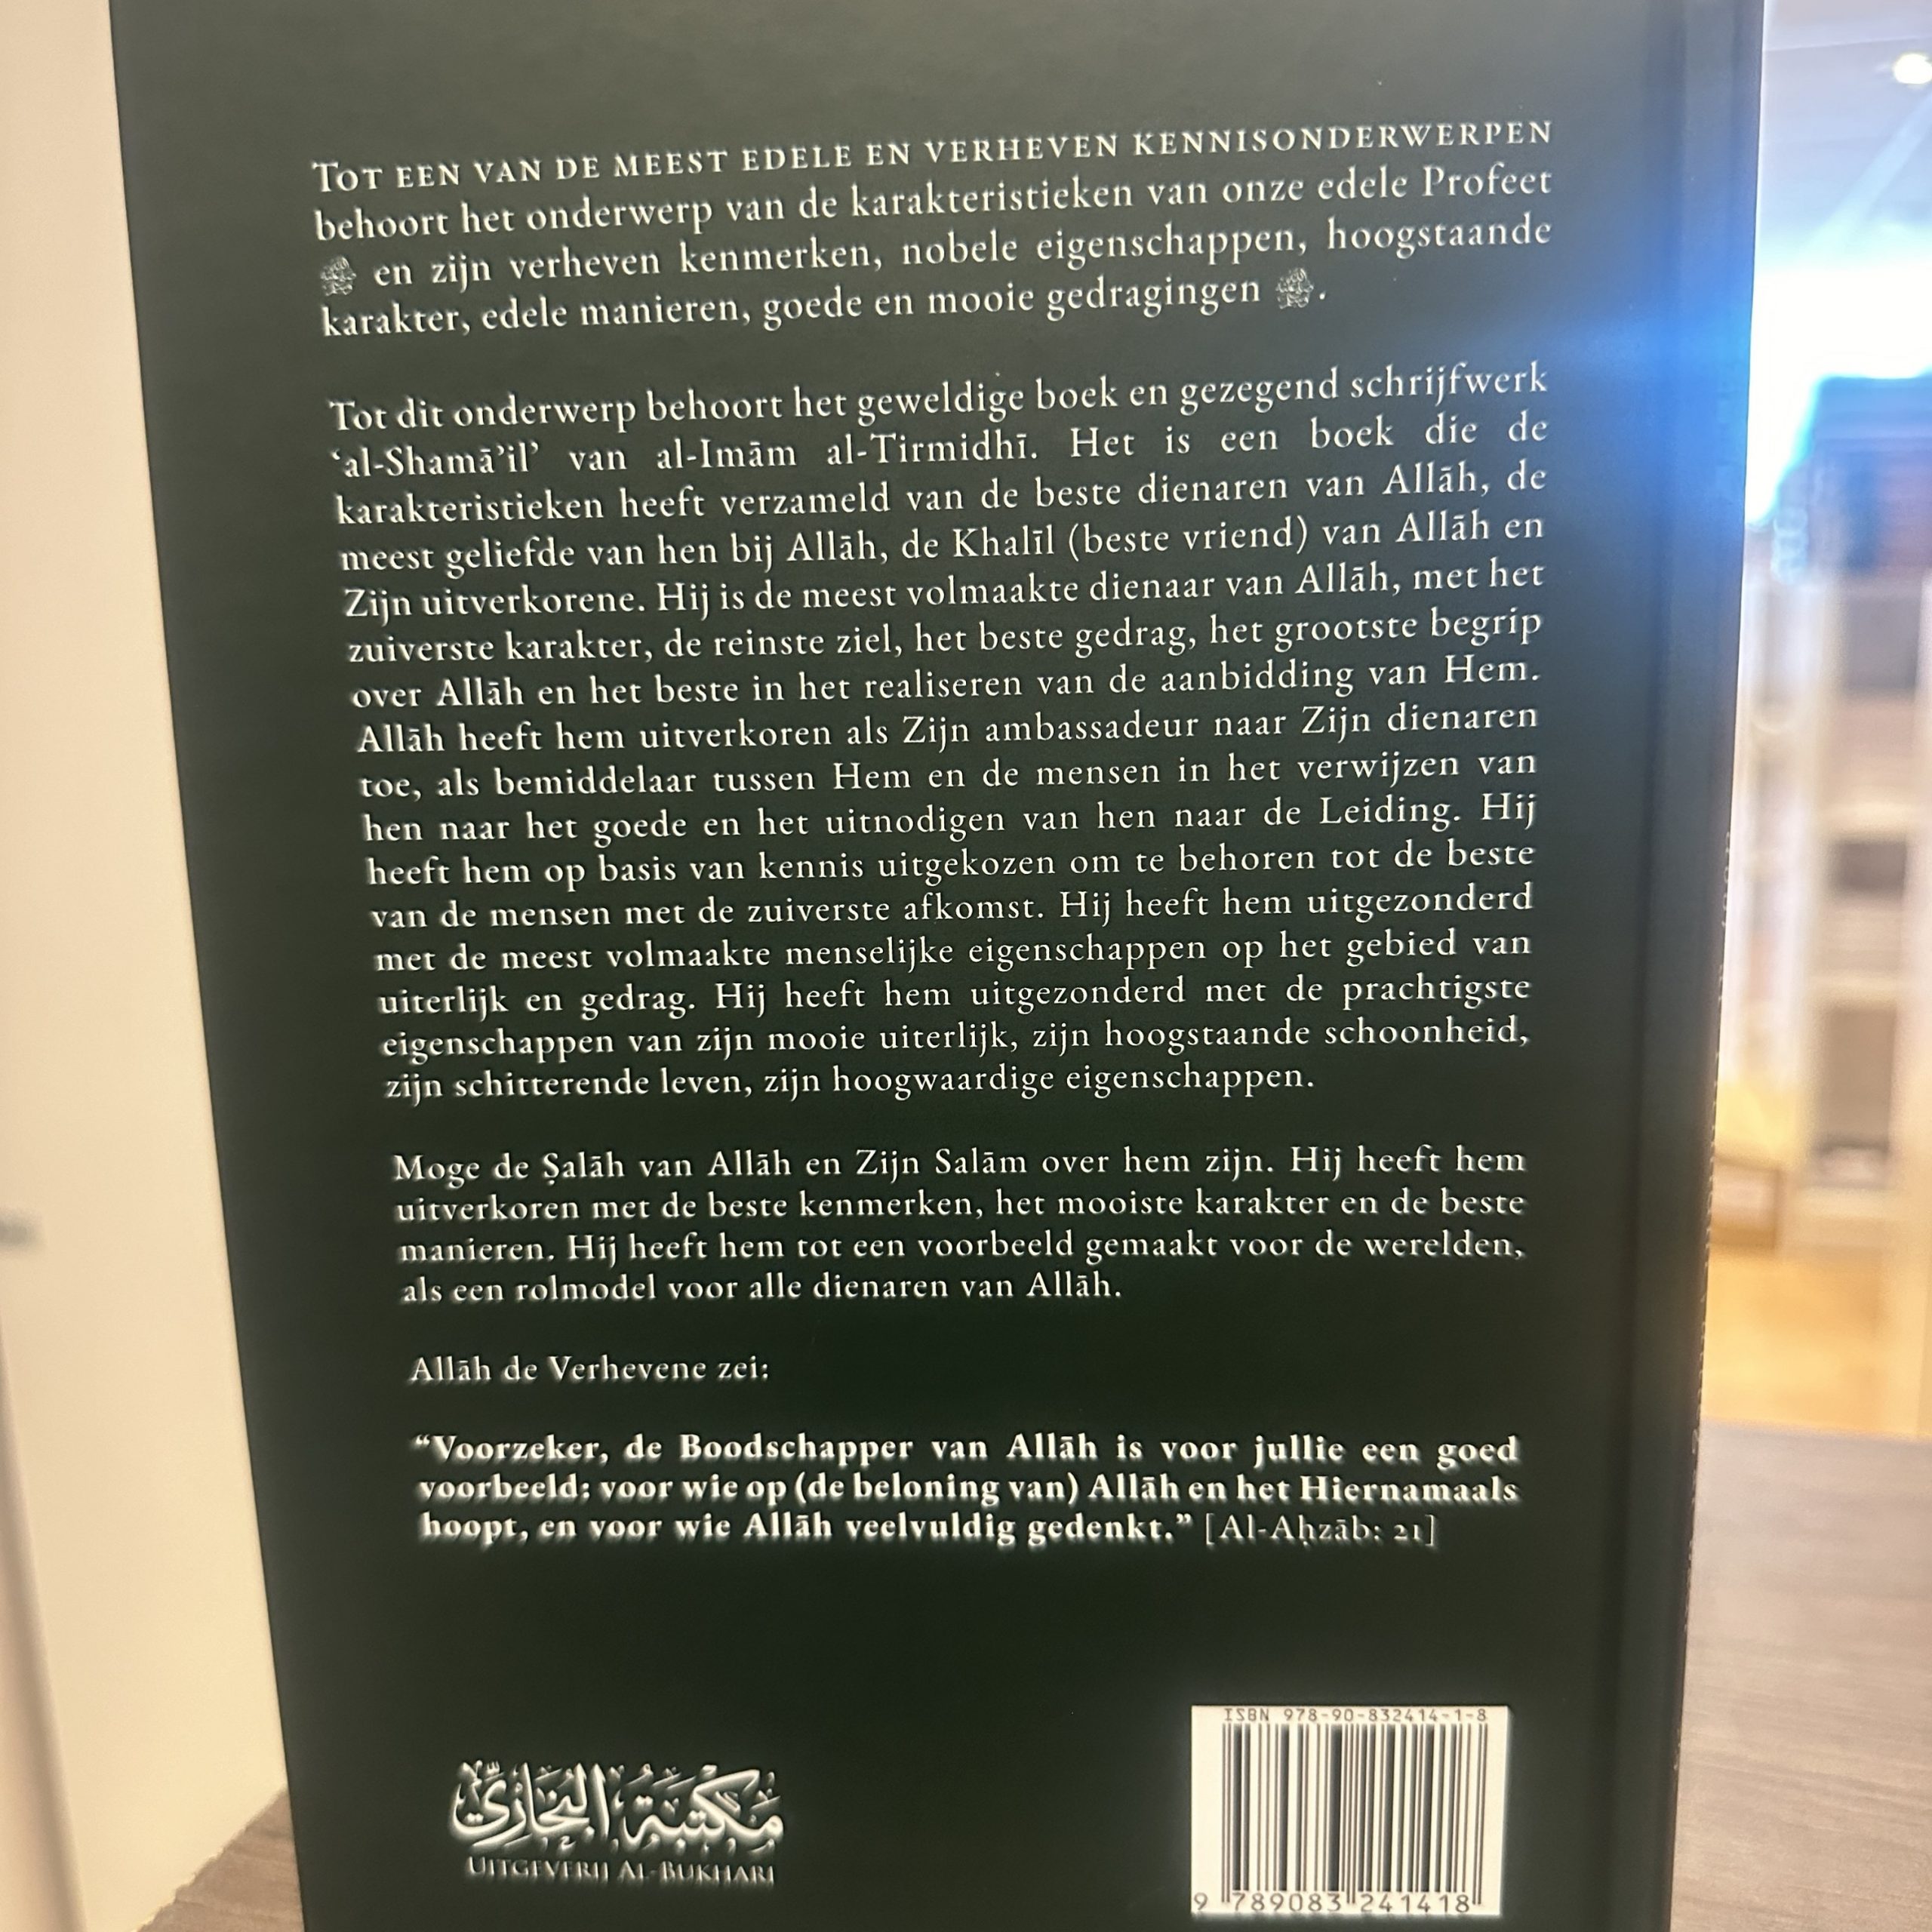 TOT EEN VAN DE MEEST EDELE EN VERHEVEN KENNISONDERWERPEN
behoort het onderwerp van de karakteristieken van onze edele Profeet
ﷺ en zijn verheven kenmerken, nobele eigenschappen, hoogstaande
karakter, edele manieren, goede en mooie gedragingen ﷺ.
Tot dit onderwerp behoort het geweldige boek en gezegend schrijfwerk
‘al-Shamā’il’ van al-Imām al-Tirmidhī. Het is een boek die de
karakteristieken heeft verzameld van de beste dienaren van Allāh, de
meest geliefde van hen bij Allāh, de Khalīl (beste vriend) van Allāh en
Zijn uitverkorene. Hij is de meest volmaakte dienaar van Allāh, met het
zuiverste karakter, de reinste ziel, het beste gedrag, het grootste begrip
over Allāh en het beste in het realiseren van de aanbidding van Hem.
Allāh heeft hem uitverkoren als Zijn ambassadeur naar Zijn dienaren
toe, als bemiddelaar tussen Hem en de mensen in het verwijzen van
hen naar het goede en het uitnodigen van hen naar de Leiding. Hij
heeft hem op basis van kennis uitgekozen om te behoren tot de beste
van de mensen met de zuiverste afkomst. Hij heeft hem uitgezonderd
met de meest volmaakte menselijke eigenschappen op het gebied van
uiterlijk en gedrag. Hij heeft hem uitgezonderd met de prachtigste
eigenschappen van zijn mooie uiterlijk, zijn hoogstaande schoonheid,
zijn schitterende leven, zijn hoogwaardige eigenschappen.
Moge de Ṣalāh van Allāh en Zijn Salām over hem zijn. Hij heeft hem
uitverkoren met de beste kenmerken, het mooiste karakter en de beste
manieren. Hij heeft hem tot een voorbeeld gemaakt voor de werelden,
als een rolmodel voor alle dienaren van Allāh.
Allāh de Verhevene zei:
“Voorzeker, de Boodschapper van Allāh is voor jullie een goed
voorbeeld; voor wie op (de beloning van) Allāh en het Hiernamaals
hoopt, en voor wie Allāh veelvuldig gedenkt.” [Al-Aḥzāb: 21]
مكتبة البخاري
UITGEVERIJ AL-BUKHARI
ISBN 978-90-832414-1-8
9 789083 241418